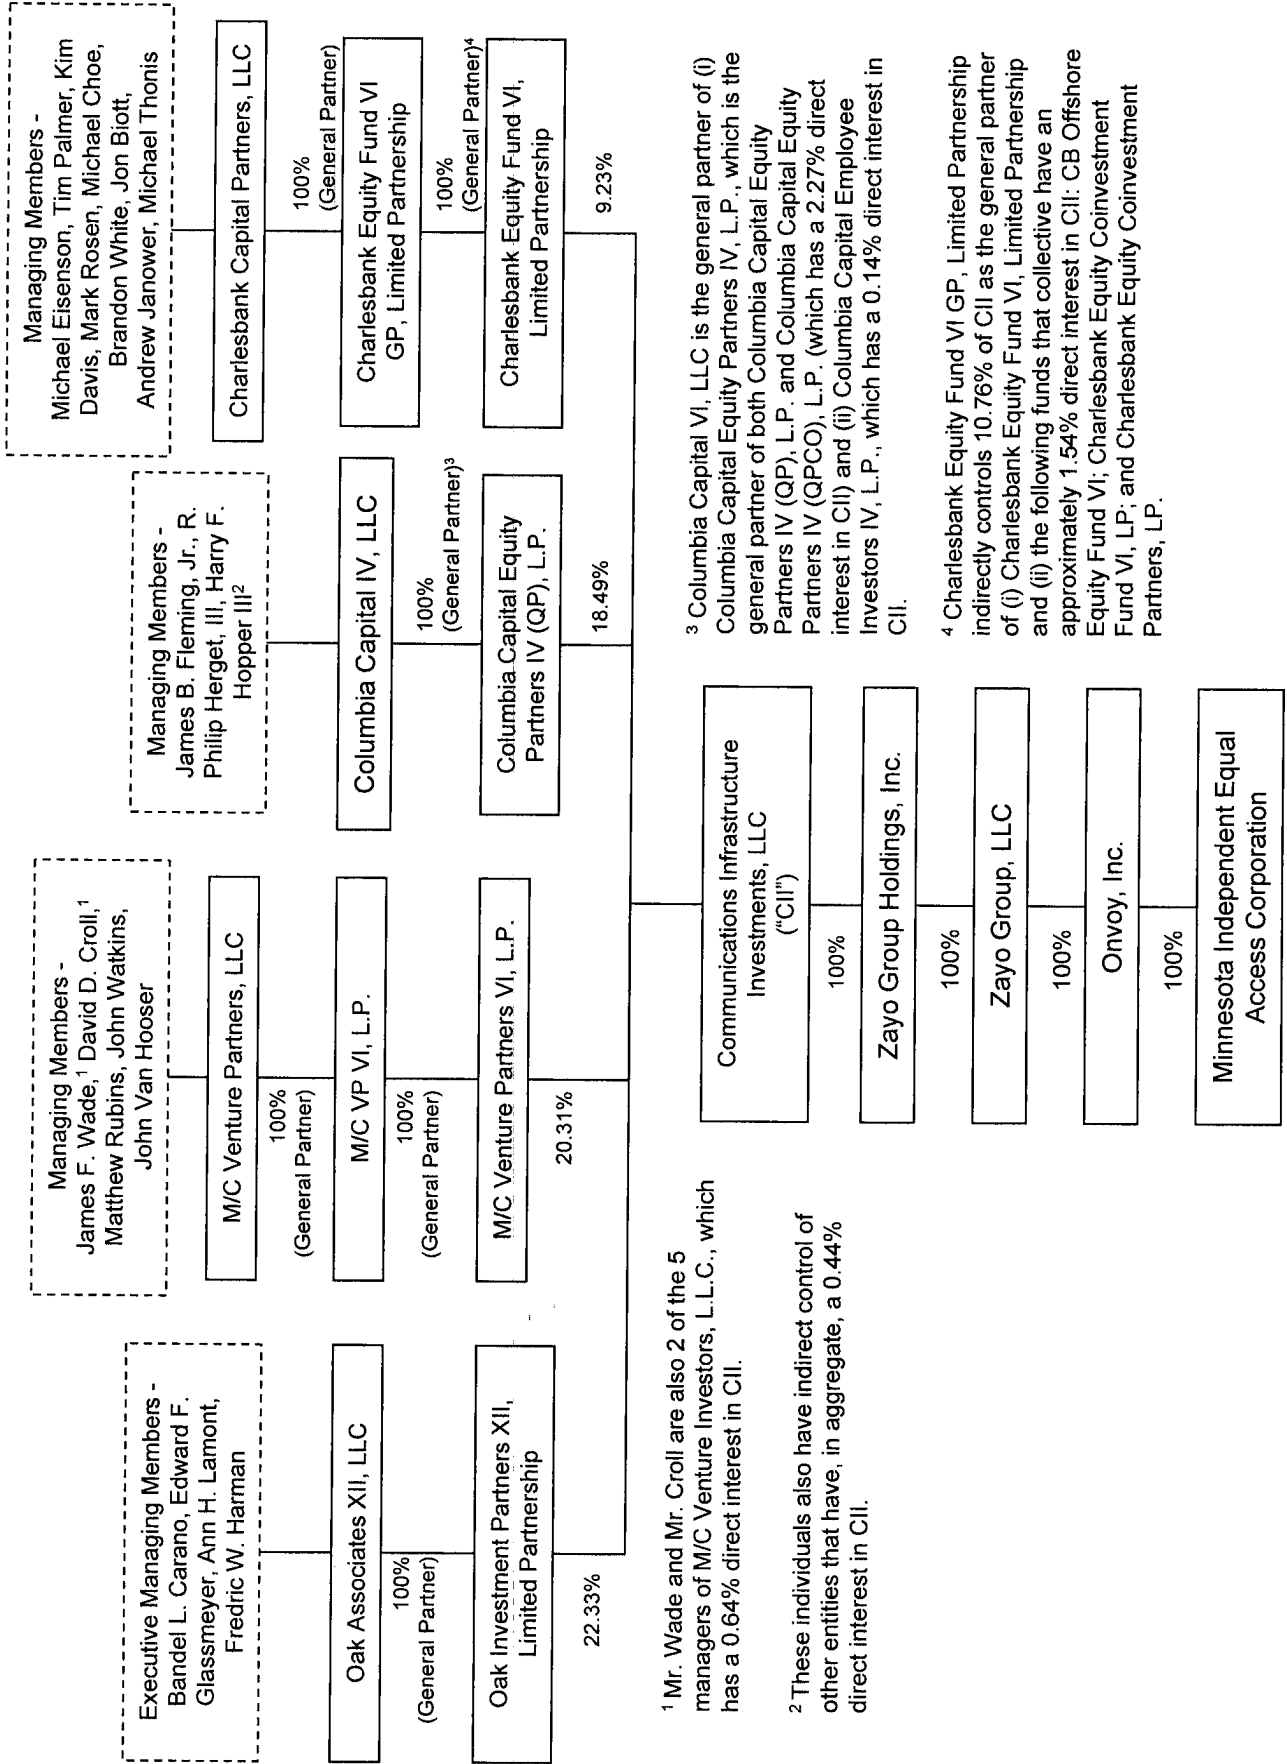 Executive Managing Members -
Bandel L. Carano, Edward F.
Glassmeyer, Ann H. Lamont,
Fredric W. Harman
Oak Associates XII, LLC
100%
(General Partner)
Oak Investment Partners XII,
Limited Partnership
22.33%
Managing Members -
James F. Wade,¹ David D. Croll,¹
Matthew Rubins, John Watkins,
John Van Hooser
M/C Venture Partners, LLC
100%
(General Partner)
M/C VP VI, L.P.
100%
(General Partner)
M/C Venture Partners VI, L.P.
20.31%
Managing Members -
James B. Fleming, Jr., R.
Philip Herget, III, Harry F.
Hopper III²
Columbia Capital IV, LLC
100%
(General Partner)³
Columbia Capital Equity
Partners IV (QP), L.P.
18.49%
Managing Members -
Michael Eisenson, Tim Palmer, Kim
Davis, Mark Rosen, Michael Choe,
Brandon White, Jon Biott,
Andrew Janower, Michael Thonis
Charlesbank Capital Partners, LLC
100%
(General Partner)
Charlesbank Equity Fund VI
GP, Limited Partnership
100%
(General Partner)⁴
Charlesbank Equity Fund VI,
Limited Partnership
9.23%
Communications Infrastructure
Investments, LLC
("CII")
100%
Zayo Group Holdings, Inc.
100%
Zayo Group, LLC
100%
Onvoy, Inc.
100%
Minnesota Independent Equal
Access Corporation
¹ Mr. Wade and Mr. Croll are also 2 of the 5
managers of M/C Venture Investors, L.L.C., which
has a 0.64% direct interest in CII.
² These individuals also have indirect control of
other entities that have, in aggregate, a 0.44%
direct interest in CII.
³ Columbia Capital VI, LLC is the general partner of (i)
Columbia Capital Equity Partners IV, L.P., which is the
general partner of both Columbia Capital Equity
Partners IV (QP), L.P. and Columbia Capital Equity
Partners IV (QPCO), L.P. (which has a 2.27% direct
interest in CII) and (ii) Columbia Capital Employee
Investors IV, L.P., which has a 0.14% direct interest in
CII.
⁴ Charlesbank Equity Fund VI GP, Limited Partnership
indirectly controls 10.76% of CII as the general partner
of (i) Charlesbank Equity Fund VI, Limited Partnership
and (ii) the following funds that collective have an
approximately 1.54% direct interest in CII: CB Offshore
Equity Fund VI; Charlesbank Equity Coinvestment
Fund VI, LP; and Charlesbank Equity Coinvestment
Partners, LP.